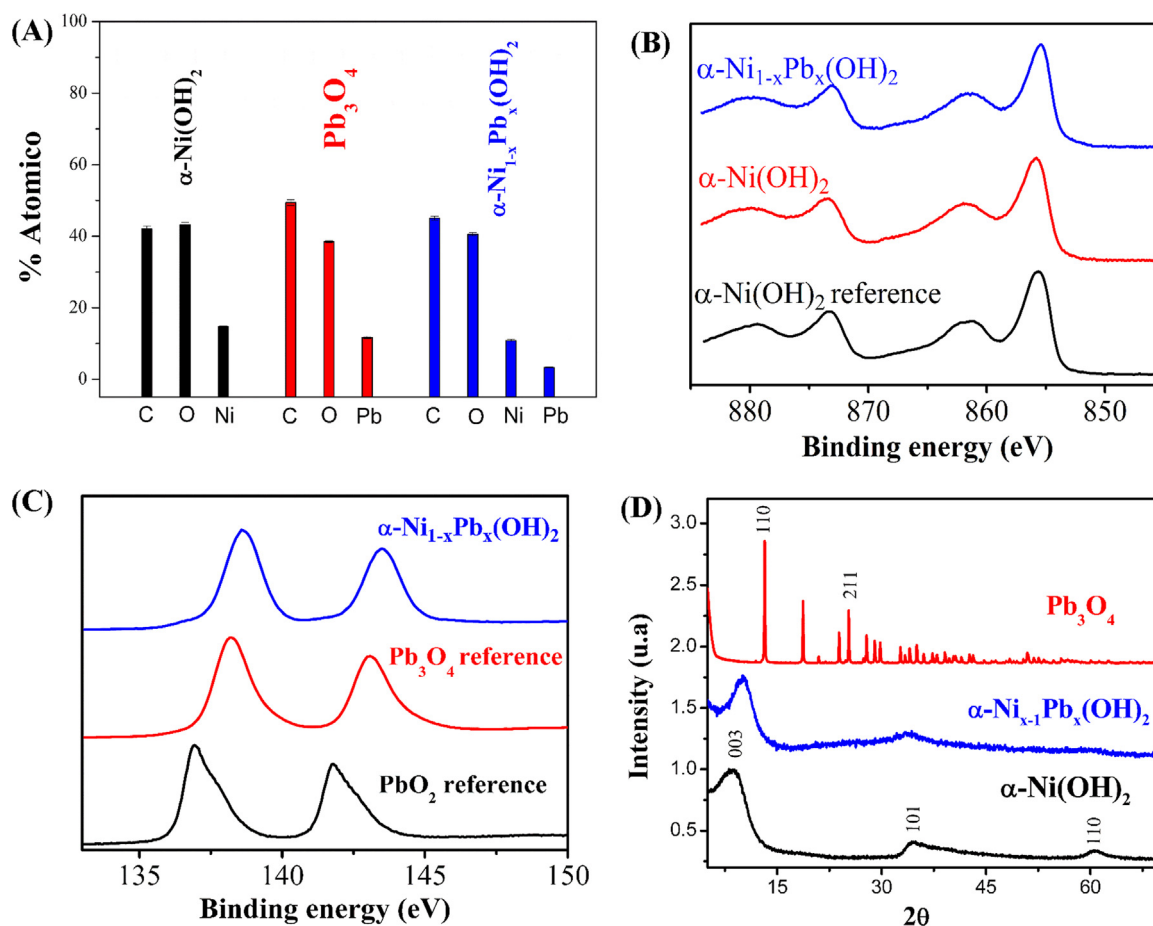 (A)
100
80
60
40
20
0
% Atomico
α-Ni(OH)₂
Pb₃O₄
α-Ni₁₋ₓPbₓ(OH)₂
C O Ni C O Pb C O Ni Pb
(B)
α-Ni₁₋ₓPbₓ(OH)₂
α-Ni(OH)₂
α-Ni(OH)₂ reference
880 870 860 850
Binding energy (eV)
(C)
α-Ni₁₋ₓPbₓ(OH)₂
Pb₃O₄ reference
PbO₂ reference
135 140 145 150
Binding energy (eV)
(D)
3.0
2.5
2.0
1.5
1.0
0.5
Intensity (u.a)
110
211
Pb₃O₄
α-Niₓ₋₁Pbₓ(OH)₂
003
α-Ni(OH)₂
101
110
15 30 45 60
2θ